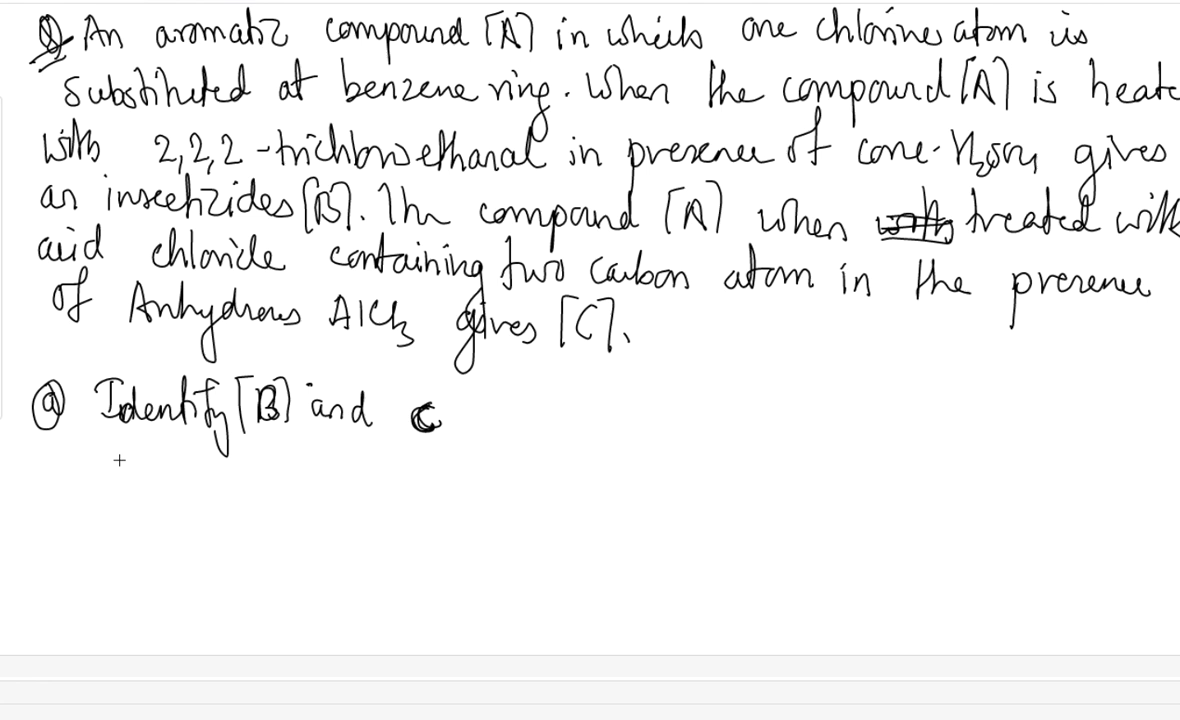 Q An aromatic compound [A] in which one chlorine atom is
substituted at benzene ring. When the compound [A] is heate
with 2,2,2-trichloroethanal in presence of conc. H2SO4 gives
an insecticides [B]. The compound [A] when with treated with
acid chloride containing two carbon atom in the presence
of Anhydrous AlCl3 gives [C].
(a) Identify [B] and C